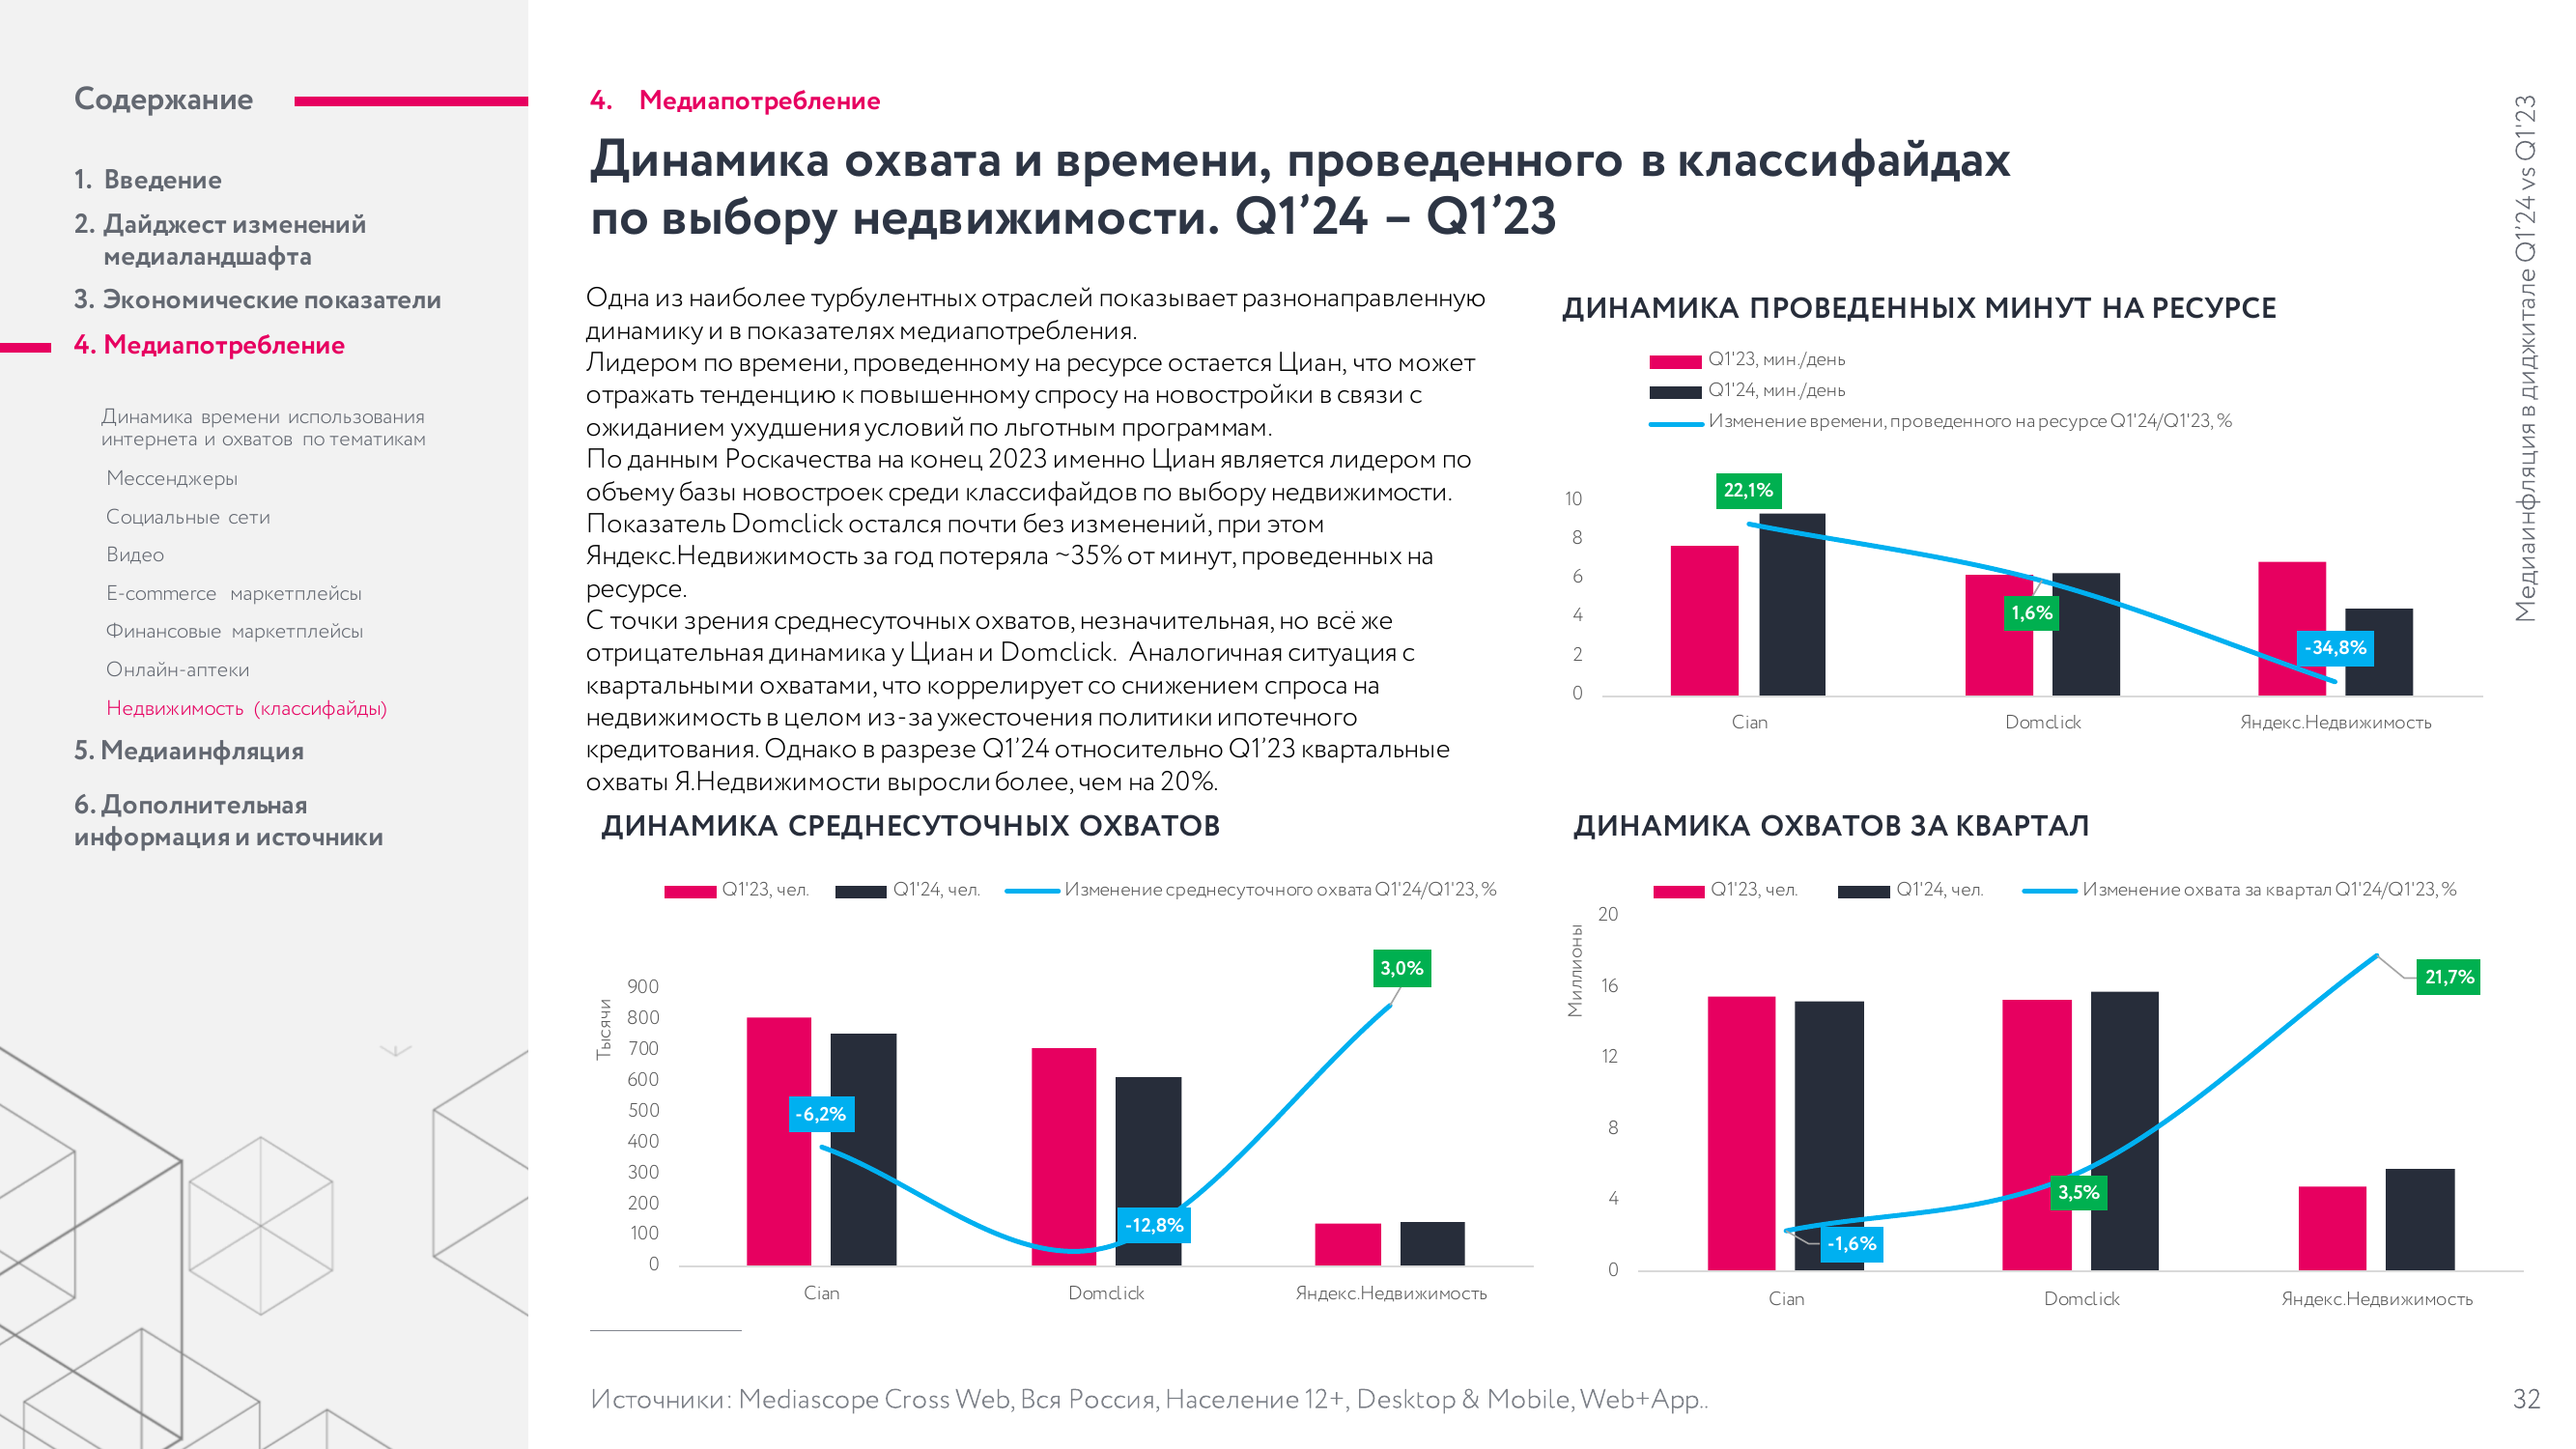 Содержание
1. Введение
2. Дайджест изменений
медиаландшафта
3. Экономические показатели
4. Медиапотребление
Динамика времени использования
интернета и охватов по тематикам
Мессенджеры
Социальные сети
Видео
E-commerce маркетплейсы
Финансовые маркетплейсы
Онлайн-аптеки
Недвижимость (классифайды)
5. Медиаинфляция
6. Дополнительная
информация и источники
4. Медиапотребление
Динамика охвата и времени, проведенного в классифайдах
по выбору недвижимости. Q1’24 – Q1’23
Одна из наиболее турбулентных отраслей показывает разнонаправленную
динамику и в показателях медиапотребления.
Лидером по времени, проведенному на ресурсе остается Циан, что может
отражать тенденцию к повышенному спросу на новостройки в связи с
ожиданием ухудшения условий по льготным программам.
По данным Роскачества на конец 2023 именно Циан является лидером по
объему базы новостроек среди классифайдов по выбору недвижимости.
Показатель Domclick остался почти без изменений, при этом
Яндекс.Недвижимость за год потеряла ~35% от минут, проведенных на
ресурсе.
С точки зрения среднесуточных охватов, незначительная, но всё же
отрицательная динамика у Циан и Domclick. Аналогичная ситуация с
квартальными охватами, что коррелирует со снижением спроса на
недвижимость в целом из-за ужесточения политики ипотечного
кредитования. Однако в разрезе Q1’24 относительно Q1’23 квартальные
охваты Я.Недвижимости выросли более, чем на 20%.
ДИНАМИКА ПРОВЕДЕННЫХ МИНУТ НА РЕСУРСЕ
Q1'23, мин./день
Q1'24, мин./день
Изменение времени, проведенного на ресурсе Q1'24/Q1'23, %
10
8
6
4
2
0
22,1%
1,6%
-34,8%
Cian
Domclick
Яндекс.Недвижимость
ДИНАМИКА СРЕДНЕСУТОЧНЫХ ОХВАТОВ
Q1'23, чел.
Q1'24, чел.
Изменение среднесуточного охвата Q1'24/Q1'23, %
Тысячи
900
800
700
600
500
400
300
200
100
0
-6,2%
-12,8%
3,0%
Cian
Domclick
Яндекс.Недвижимость
ДИНАМИКА ОХВАТОВ ЗА КВАРТАЛ
Q1'23, чел.
Q1'24, чел.
Изменение охвата за квартал Q1'24/Q1'23, %
Миллионы
20
16
12
8
4
0
-1,6%
3,5%
21,7%
Cian
Domclick
Яндекс.Недвижимость
Источники: Mediascope Cross Web, Вся Россия, Население 12+, Desktop & Mobile, Web+App..
Медиаинфляция в диджитале Q1’24 vs Q1'23
32